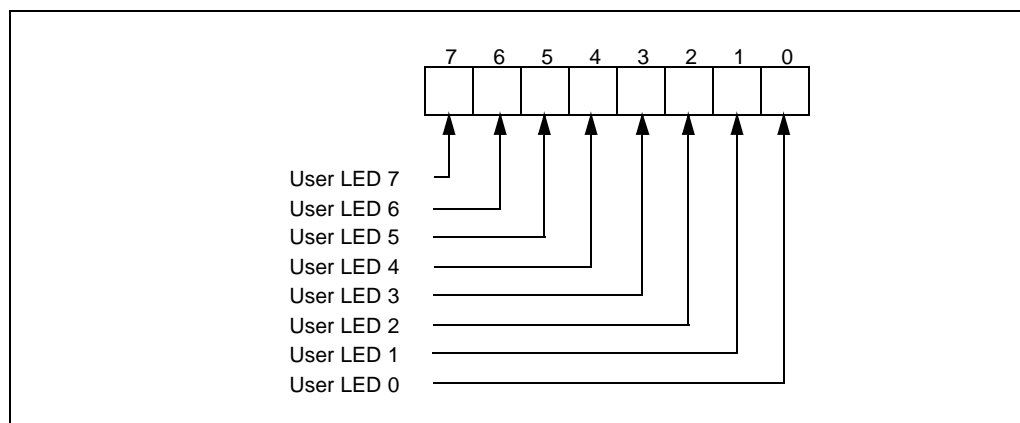 7 6 5 4 3 2 1 0
User LED 7
User LED 6
User LED 5
User LED 4
User LED 3
User LED 2
User LED 1
User LED 0